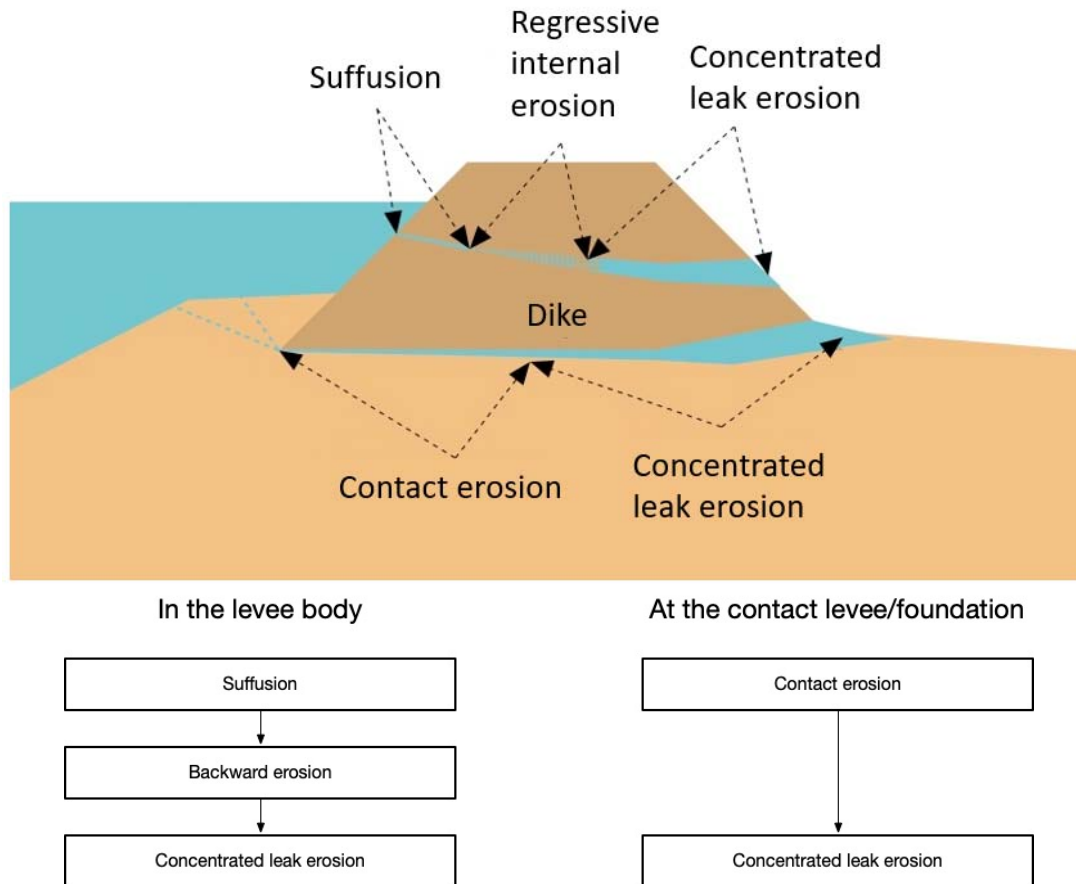 Suffusion
Regressive
internal
erosion
Concentrated
leak erosion
Dike
Contact erosion
Concentrated
leak erosion
In the levee body
At the contact levee/foundation
Suffusion
Contact erosion
Backward erosion
Concentrated leak erosion
Concentrated leak erosion